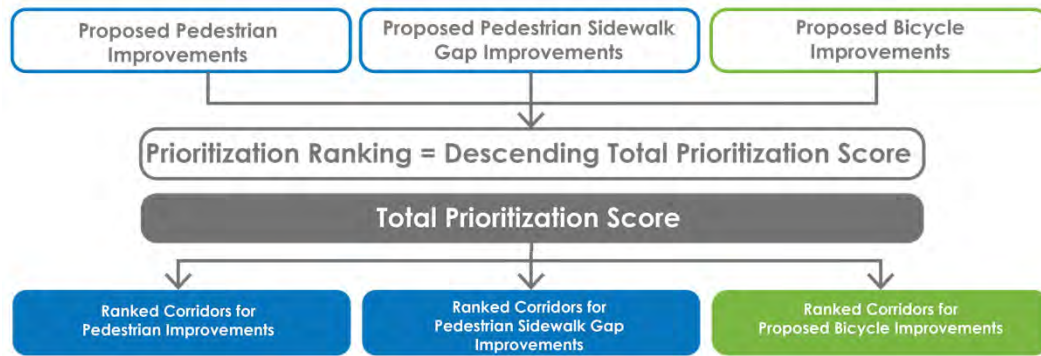 Proposed Pedestrian
Improvements
Proposed Pedestrian Sidewalk
Gap Improvements
Proposed Bicycle
Improvements
Prioritization Ranking = Descending Total Prioritization Score
Total Prioritization Score
Ranked Corridors for
Pedestrian Improvements
Ranked Corridors for
Pedestrian Sidewalk Gap
Improvements
Ranked Corridors for
Proposed Bicycle Improvements